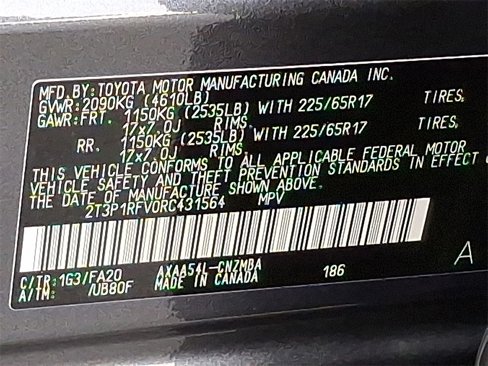 MFD. BY: TOYOTA MOTOR MANUFACTURING CANADA INC.
GVWR: 2090KG (4610LB)
GAWR: FRT. 1150KG (2535LB) WITH 225/65R17 TIRES,
17x7.0J RIMS
RR. 1150KG (2535LB) WITH 225/65R17 TIRES,
17x7.0J RIMS
THIS VEHICLE CONFORMS TO ALL APPLICABLE FEDERAL MOTOR
VEHICLE SAFETY AND THEFT PREVENTION STANDARDS IN EFFECT
THE DATE OF MANUFACTURE SHOWN ABOVE.
2T3P1RFV0RC431564 MPV
C/TR: 1G3/FA20 AXAA54L-CNZMBA 186 A
A/TM: /UB80F MADE IN CANADA